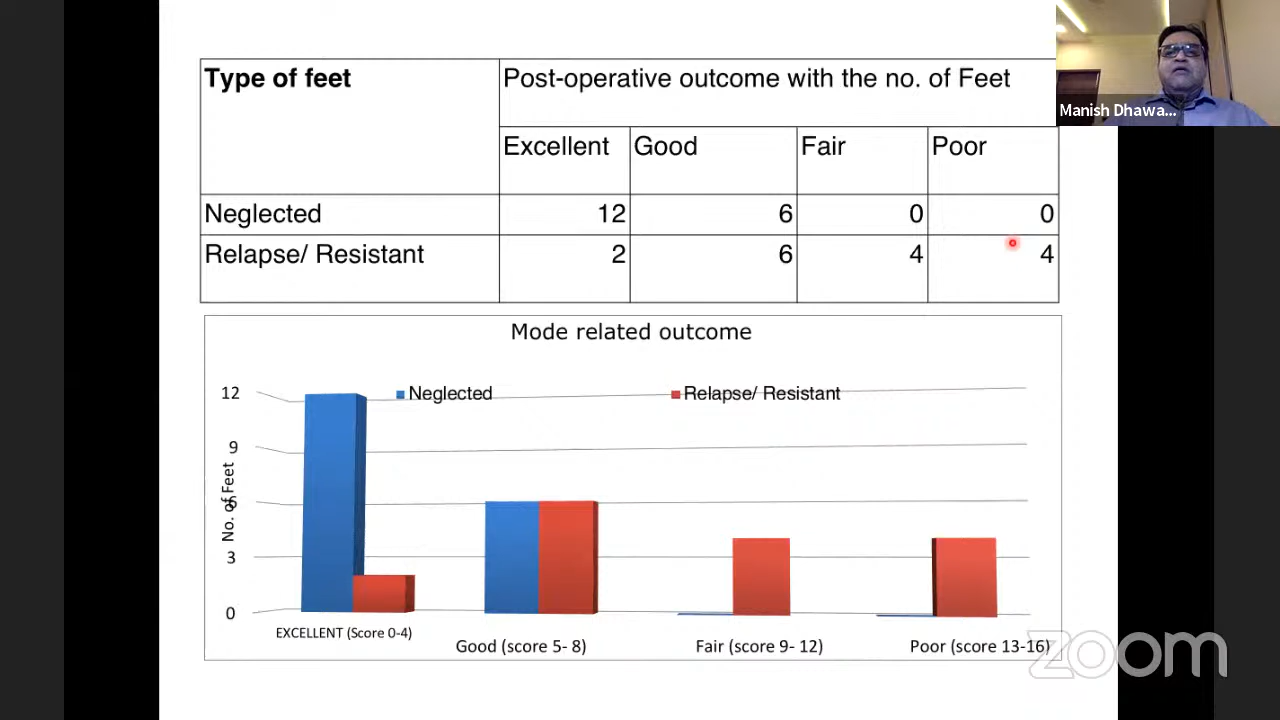 Type of feet
Post-operative outcome with the no. of Feet
Excellent Good Fair Poor
Neglected 12 6 0 0
Relapse/ Resistant 2 6 4 4
Manish Dhawa...
Mode related outcome
Neglected Relapse/ Resistant
12
9
6
3
0
No. of Feet
EXCELLENT (Score 0-4)
Good (score 5- 8)
Fair (score 9- 12)
Poor (score 13-16)
zoom